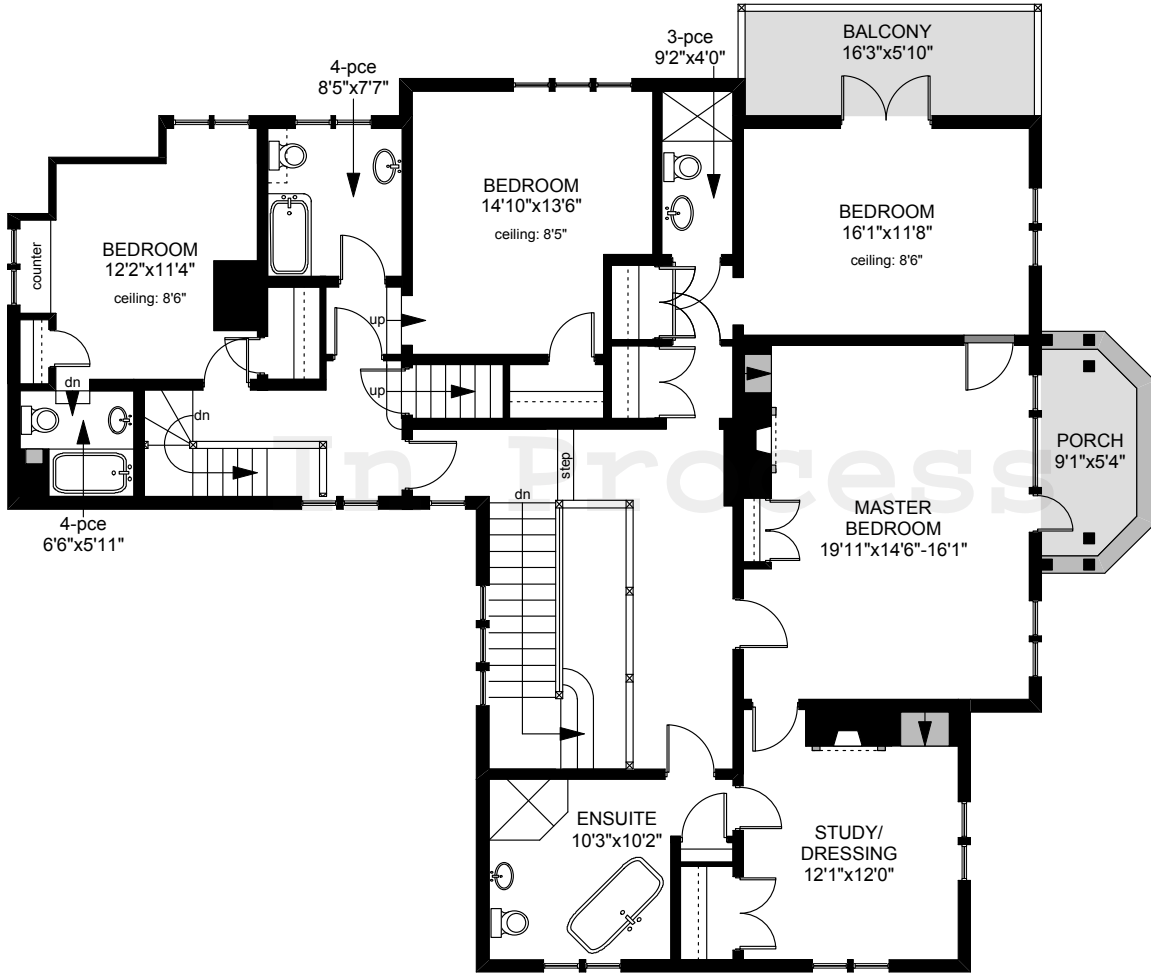 BALCONY
16'3"x5'10"
3-pce
9'2"x4'0"
4-pce
8'5"x7'7"
BEDROOM
14'10"x13'6"
ceiling: 8'5"
BEDROOM
16'1"x11'8"
ceiling: 8'6"
BEDROOM
12'2"x11'4"
ceiling: 8'6"
counter
up
dn
up
dn
PORCH
9'1"x5'4"
In Process
step
dn
4-pce
6'6"x5'11"
MASTER
BEDROOM
19'11"x14'6"-16'1"
ENSUITE
10'3"x10'2"
STUDY/
DRESSING
12'1"x12'0"